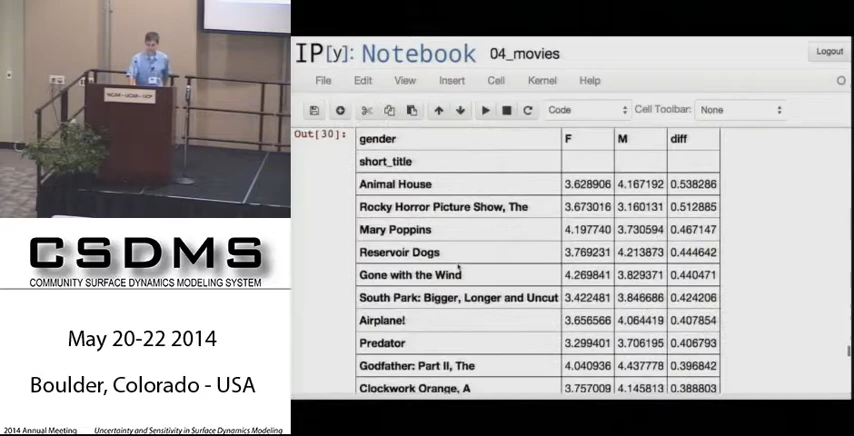 IP[y]: Notebook 04_movies
Logout
File Edit View Insert Cell Kernel Help
Code Cell Toolbar: None
Out[30]:
gender F M diff
short_title
Animal House 3.628906 4.167192 0.538286
Rocky Horror Picture Show, The 3.673016 3.160131 0.512885
Mary Poppins 4.197740 3.730594 0.467147
Reservoir Dogs 3.769231 4.213873 0.444642
Gone with the Wind 4.269841 3.829371 0.440471
South Park: Bigger, Longer and Uncut 3.422481 3.846686 0.424206
Airplane! 3.656566 4.064419 0.407854
Predator 3.299401 3.706195 0.406793
Godfather: Part II, The 4.040936 4.437778 0.396842
Clockwork Orange, A 3.757009 4.145813 0.388803
CSDMS
COMMUNITY SURFACE DYNAMICS MODELING SYSTEM
May 20-22 2014
Boulder, Colorado - USA
2014 Annual Meeting Uncertainty and Sensitivity in Surface Dynamics Modeling